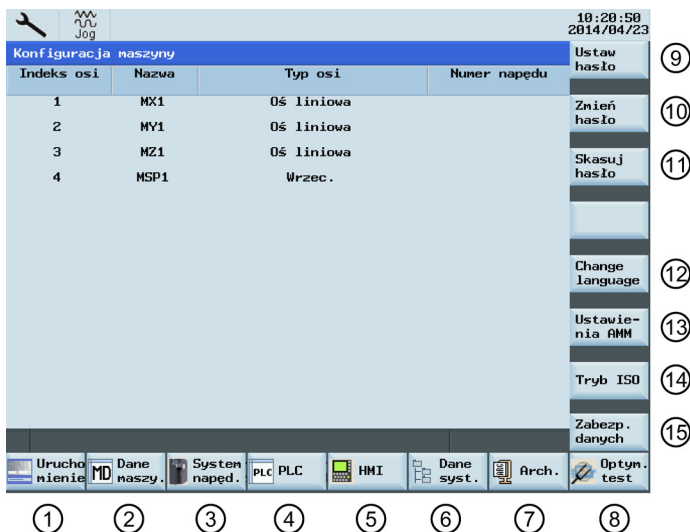 10:20:50
Jog
2014/04/23
Konfiguracja maszyny
Indeks osi Nazwa Typ osi Numer napędu
1 MX1 Oś liniowa
2 MY1 Oś liniowa
3 MZ1 Oś liniowa
4 MSP1 Wrzec.
Ustaw
hasło
9
Zmień
hasło
10
Skasuj
hasło
11
Change
language
12
Ustawie-
nia AMM
13
Tryb ISO
14
Zabezp.
danych
15
Urucho
mienie
MD Dane
maszy.
System
napęd.
PLC PLC
HMI
Dane
syst.
Arch.
Optym.
test
1 2 3 4 5 6 7 8